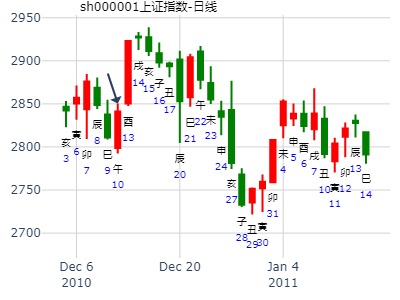 sh000001上证指数-日线
2950
2900
2850
2800
2750
2700
亥
3
寅
6
卯
7
辰
8
巳
9
午
10
酉
13
戌
14
亥
15
子
16
丑
17
辰
20
巳
21
午
22
未
23
申
24
亥
27
子
28
丑
29
寅
30
卯
31
未
4
申
5
酉
6
戌
7
丑
10
寅
11
卯
12
辰
13
巳
14
Dec 6
2010
Dec 20
Jan 4
2011